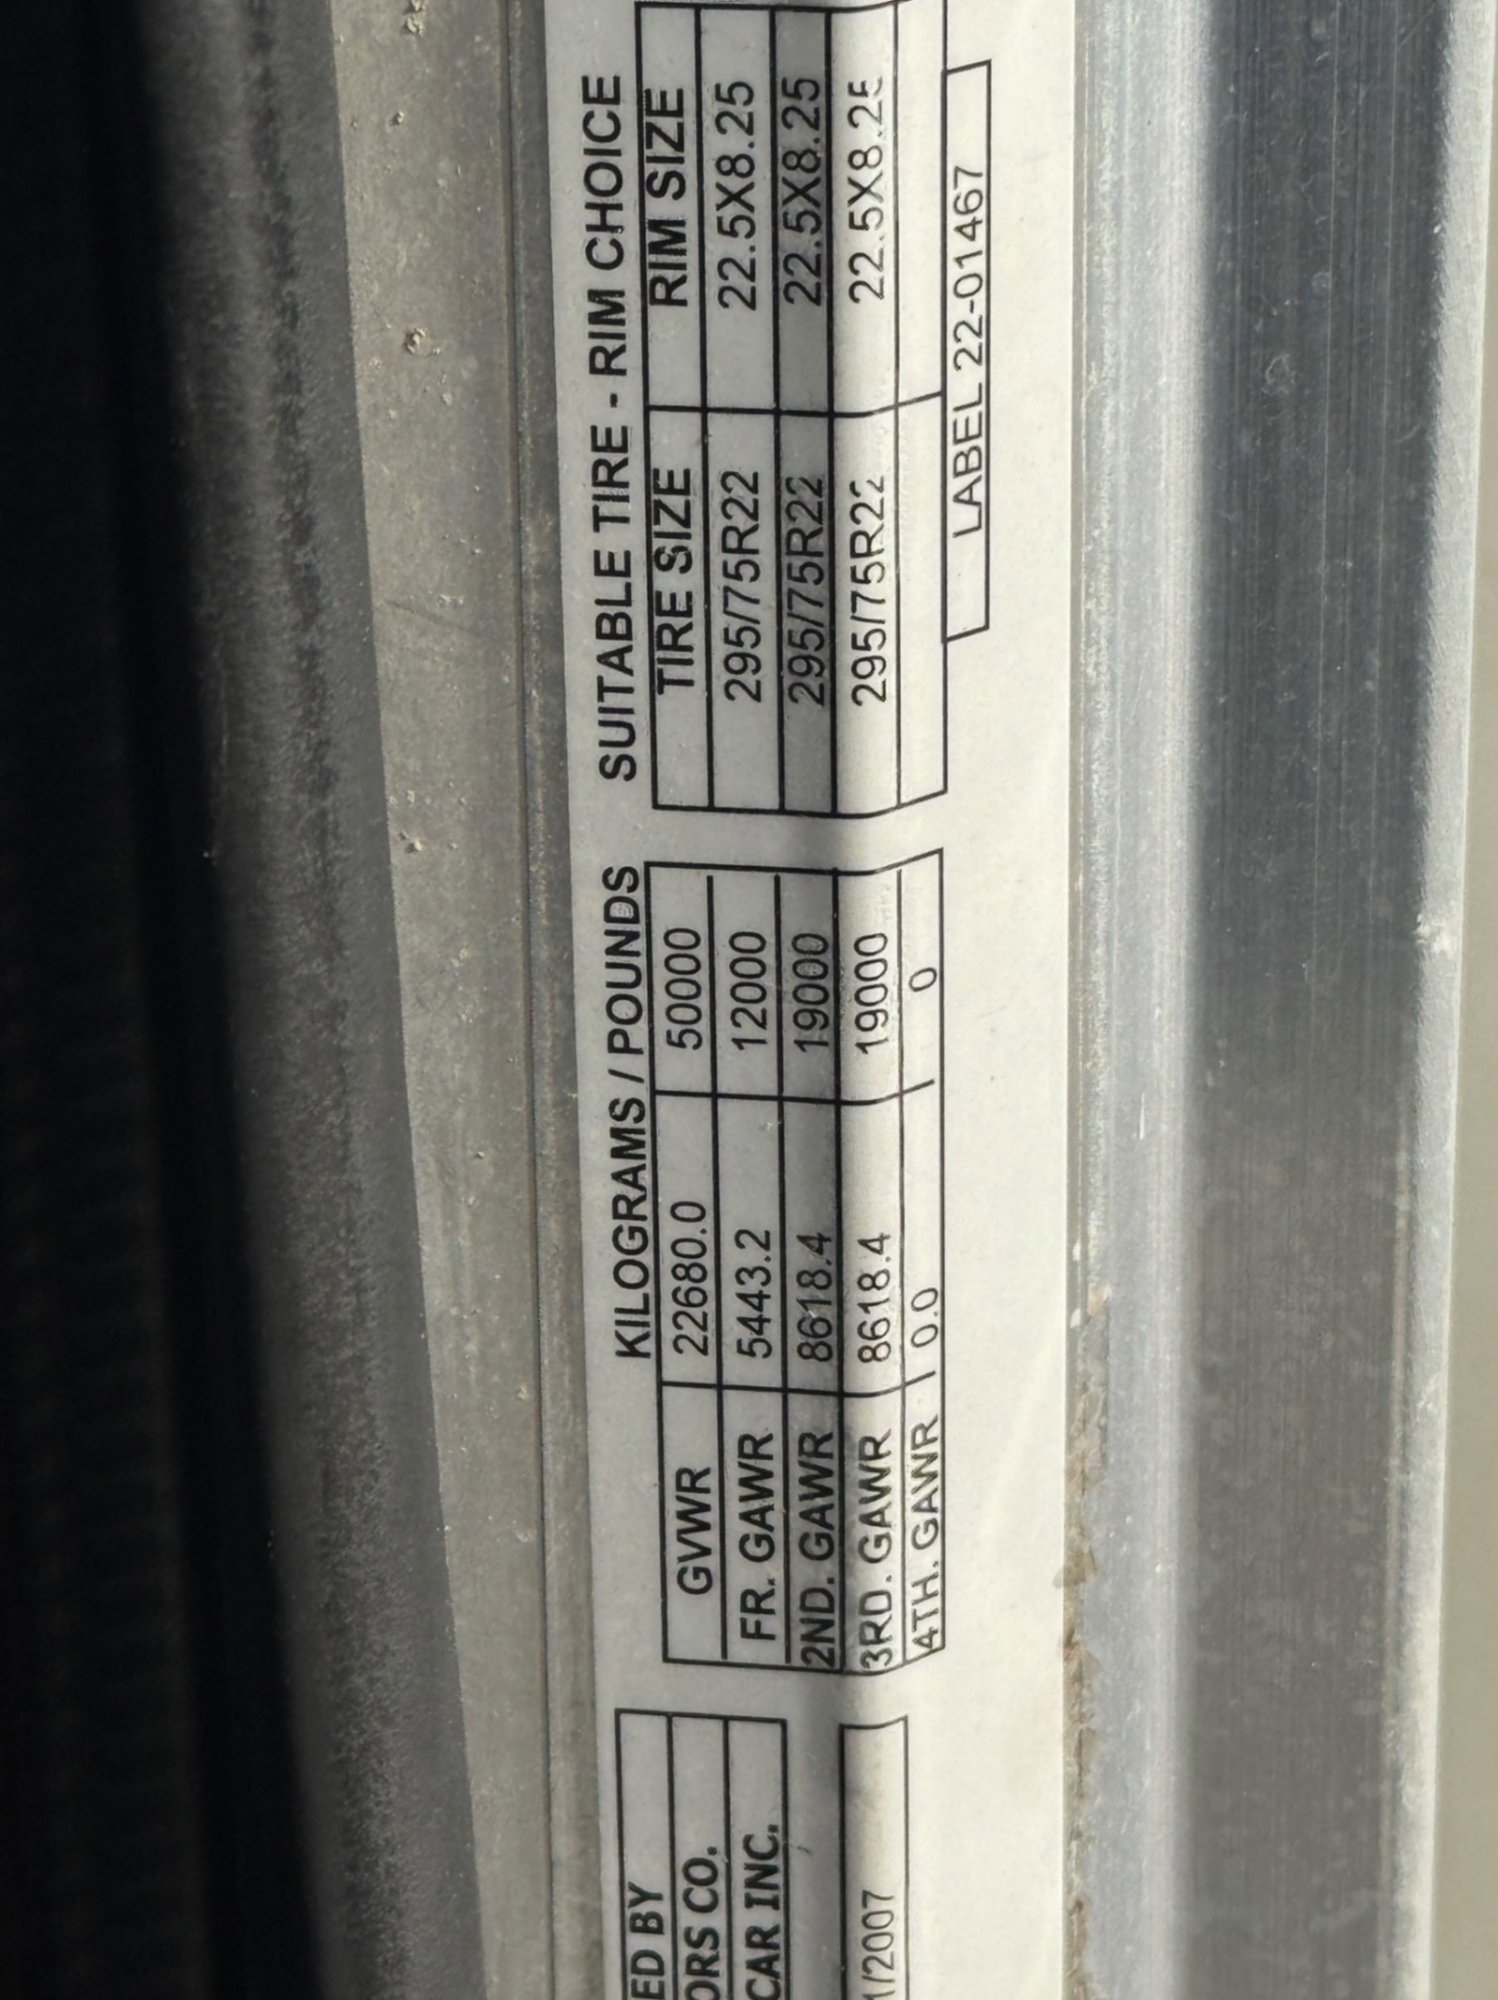 ED BY
ORS CO.
CAR INC.
1/2007
KILOGRAMS / POUNDS
GVWR 22680.0 50000
FR. GAWR 5443.2 12000
2ND. GAWR 8618.4 19000
3RD. GAWR 8618.4 19000
4TH. GAWR 0.0 0
SUITABLE TIRE - RIM CHOICE
TIRE SIZE RIM SIZE
295/75R22 22.5X8.25
295/75R22 22.5X8.25
295/75R22 22.5X8.25
LABEL 22-01467